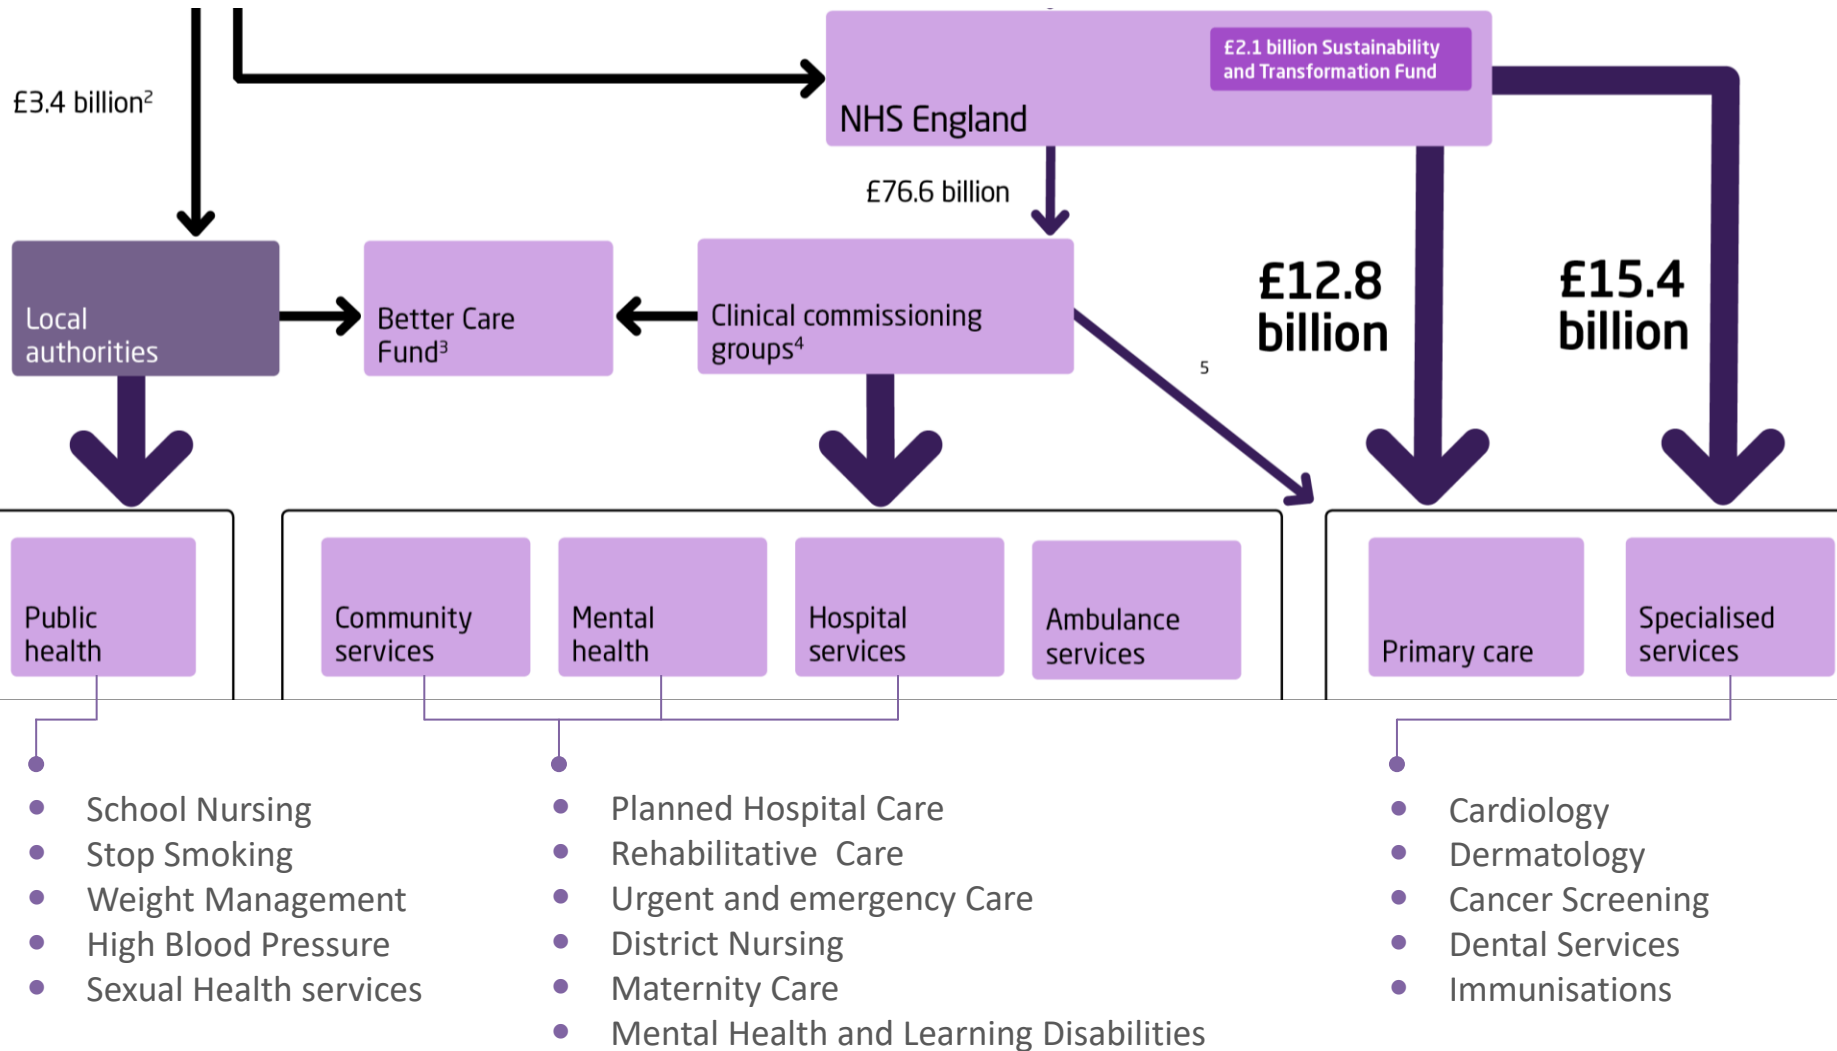 £2.1 billion Sustainability
and Transformation Fund
£3.4 billion²
NHS England
£76.6 billion
£12.8
billion
£15.4
billion
Local
authorities
Better Care
Fund³
Clinical commissioning
groups⁴
5
Public
health
Community
services
Mental
health
Hospital
services
Ambulance
services
Primary care
Specialised
services
• School Nursing
• Stop Smoking
• Weight Management
• High Blood Pressure
• Sexual Health services
• Planned Hospital Care
• Rehabilitative  Care
• Urgent and emergency Care
• District Nursing
• Maternity Care
• Mental Health and Learning Disabilities
• Cardiology
• Dermatology
• Cancer Screening
• Dental Services
• Immunisations